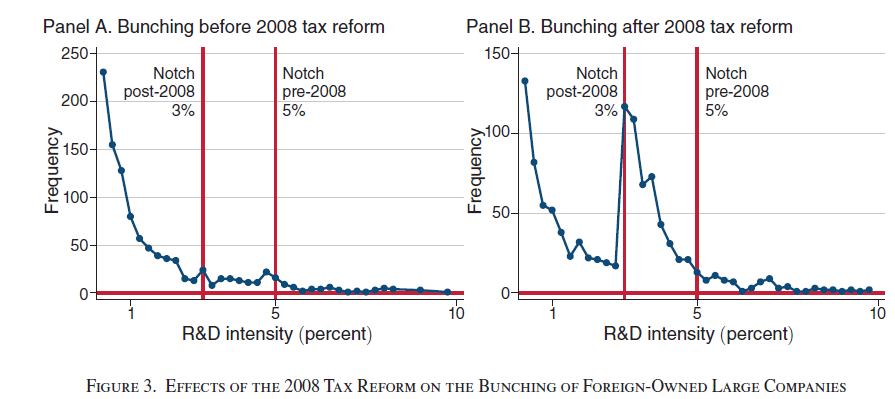 Panel A. Bunching before 2008 tax reform
250
200
150
100
50
0
Frequency
Notch
post-2008
3%
Notch
pre-2008
5%
1
5
10
R&D intensity (percent)
Panel B. Bunching after 2008 tax reform
150
100
50
0
Frequency
Notch
post-2008
3%
Notch
pre-2008
5%
1
5
10
R&D intensity (percent)
FIGURE 3. EFFECTS OF THE 2008 TAX REFORM ON THE BUNCHING OF FOREIGN-OWNED LARGE COMPANIES